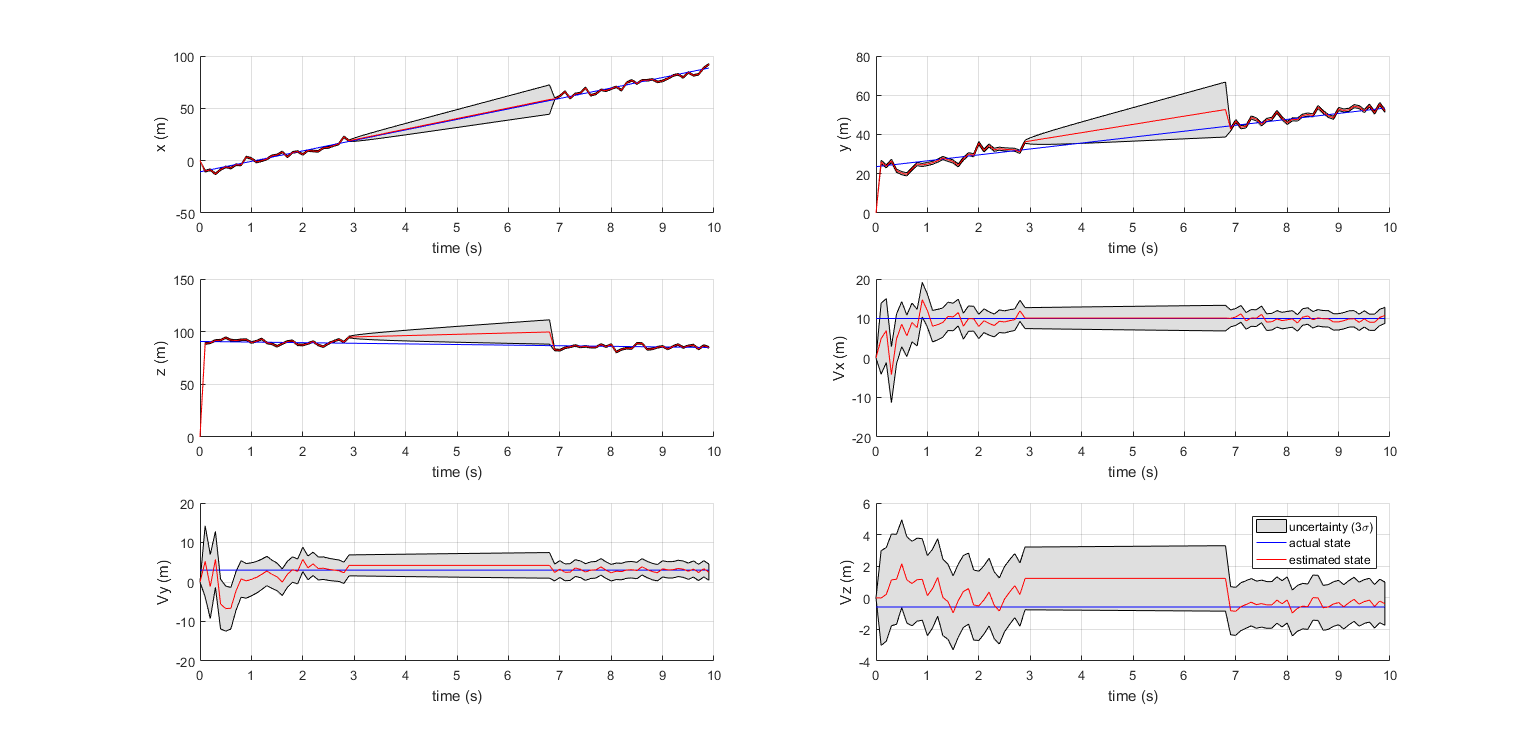 100
50
0
-50
x (m)
0 1 2 3 4 5 6 7 8 9 10
time (s)
80
60
40
20
0
y (m)
0 1 2 3 4 5 6 7 8 9 10
time (s)
150
100
50
0
z (m)
0 1 2 3 4 5 6 7 8 9 10
time (s)
20
10
0
-10
-20
Vx (m)
0 1 2 3 4 5 6 7 8 9 10
time (s)
20
10
0
-10
-20
Vy (m)
0 1 2 3 4 5 6 7 8 9 10
time (s)
6
4
2
0
-2
-4
Vz (m)
0 1 2 3 4 5 6 7 8 9 10
time (s)
uncertainty (3σ)
actual state
estimated state